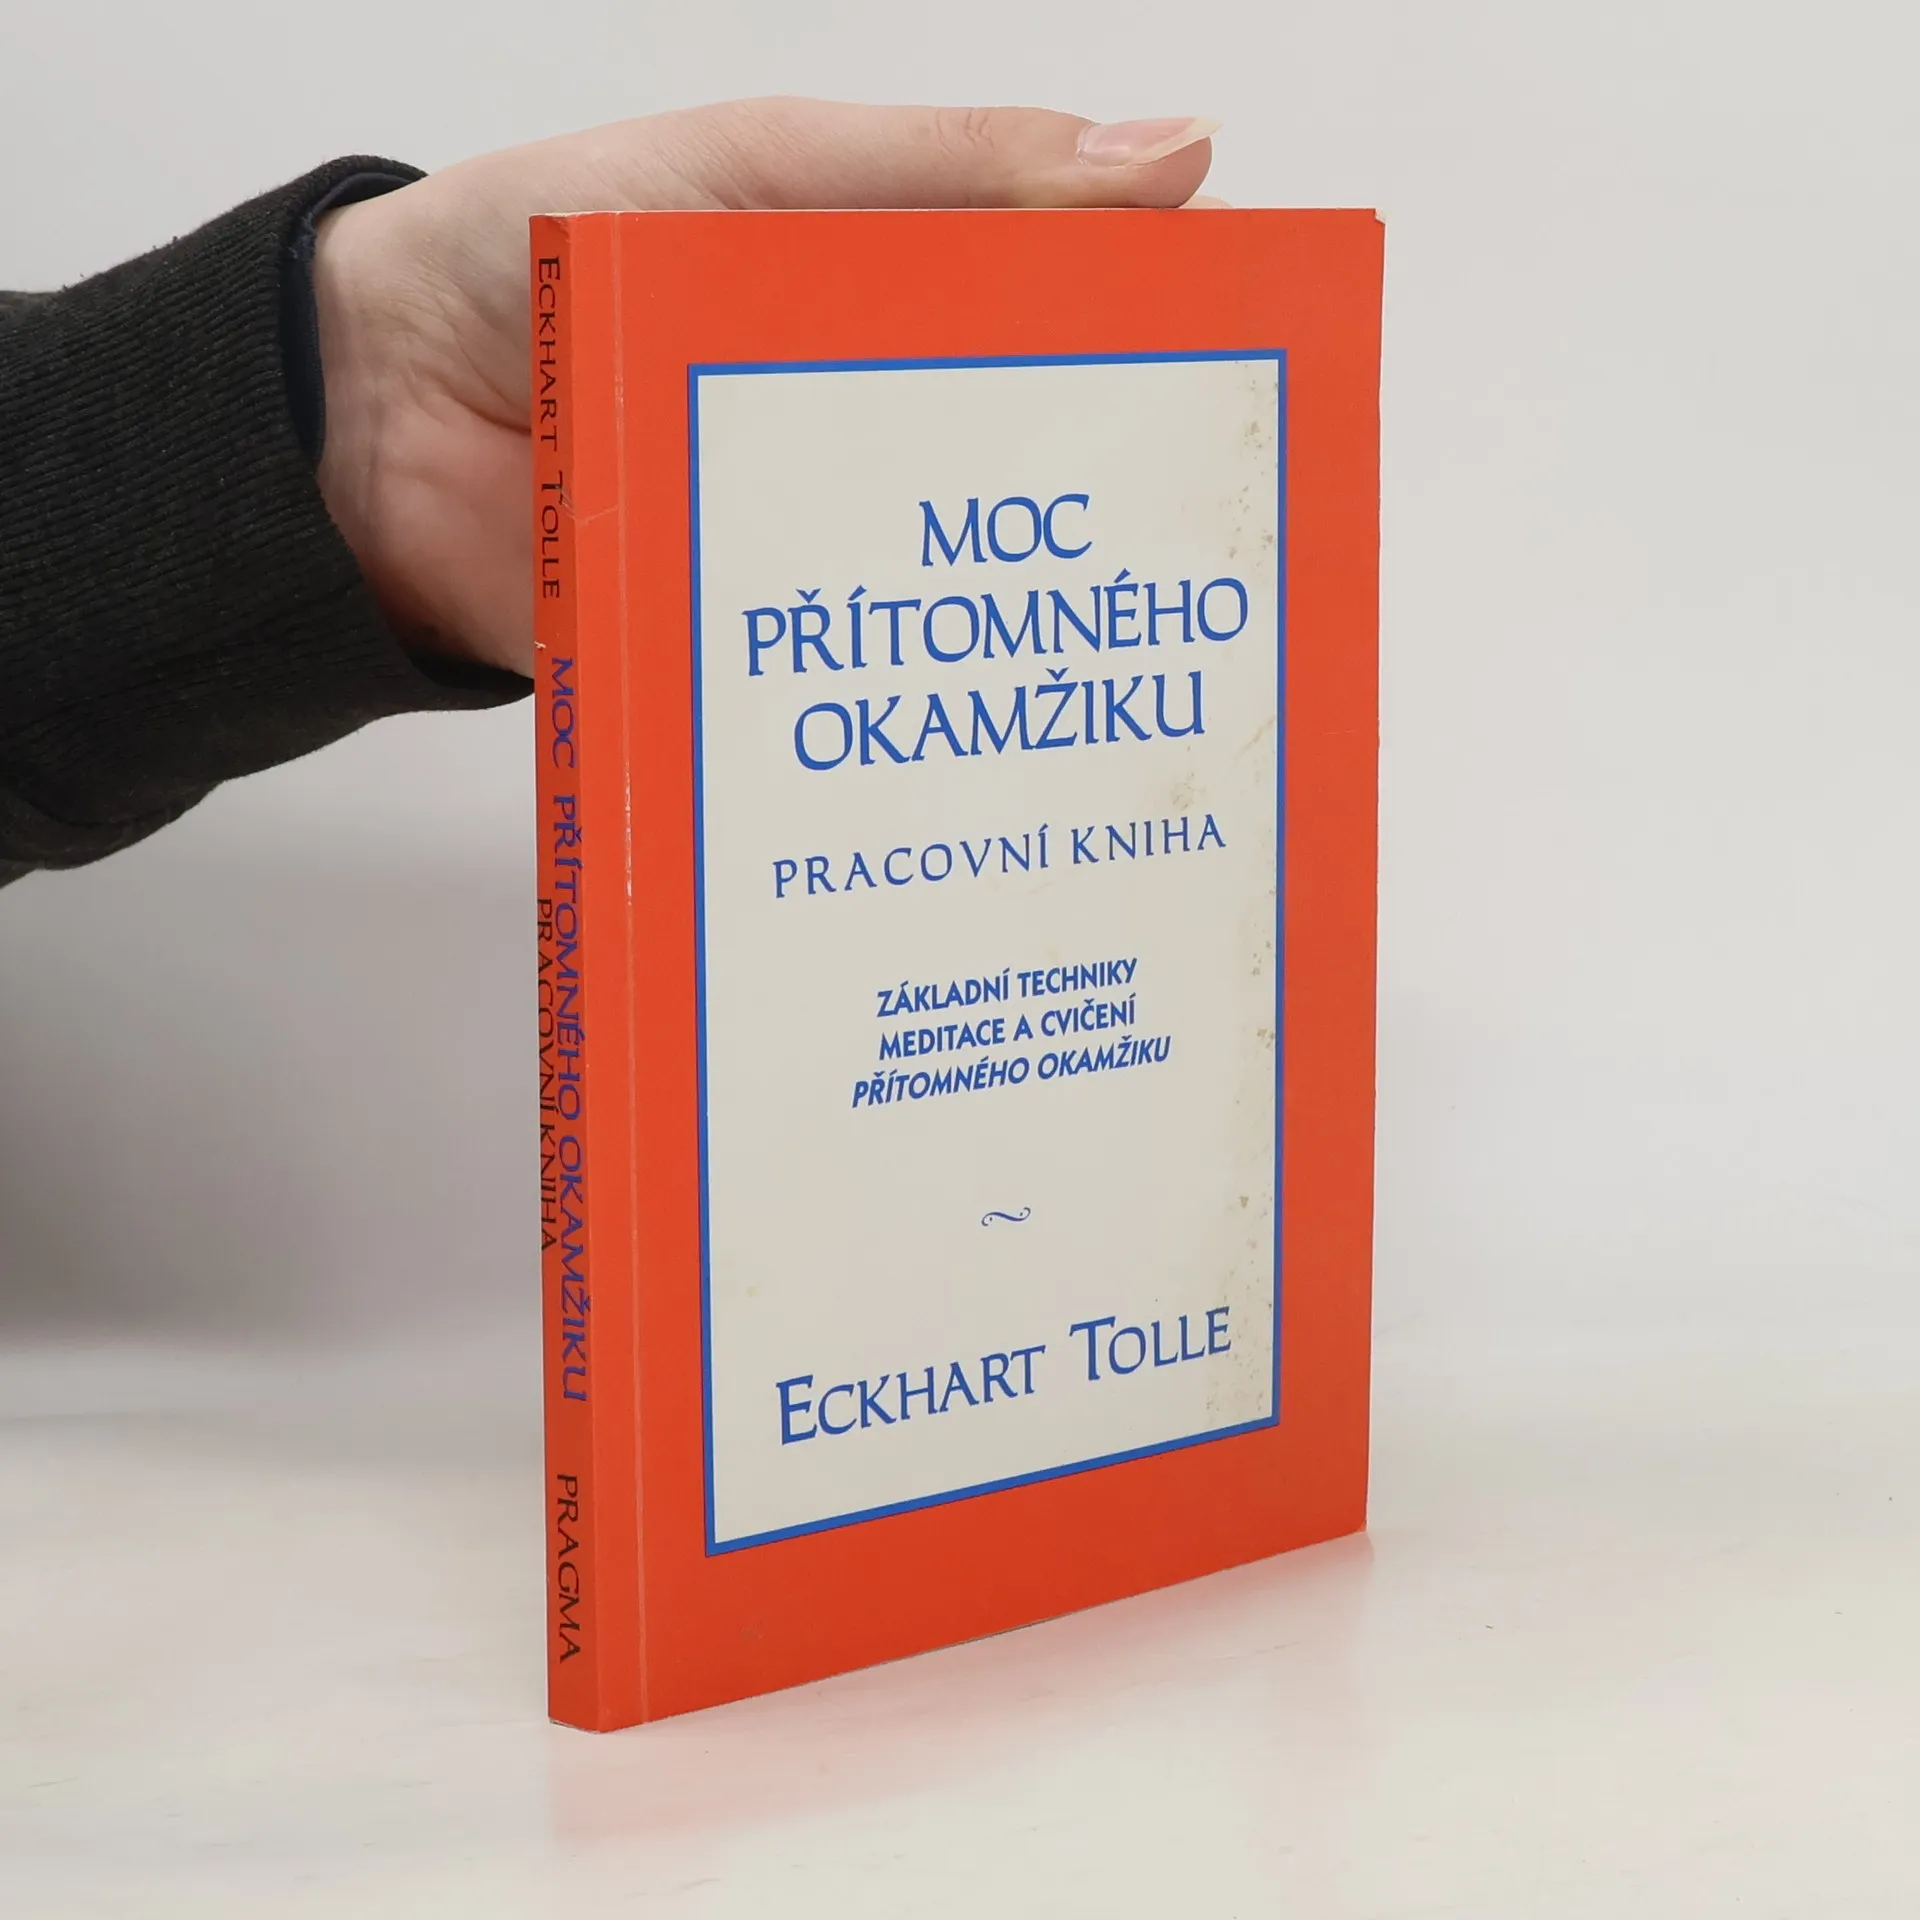 MOC
PŘÍTOMNÉHO
OKAMŽIKU
PRACOVNÍ KNIHA
ZÁKLADNÍ TECHNIKY
MEDITACE A CVIČENÍ
PŘÍTOMNÉHO OKAMŽIKU
ECKHART TOLLE
ECKHART TOLLE MOC PŘÍTOMNÉHO OKAMŽIKU PRAGMA
PRACOVNÍ KNIHA